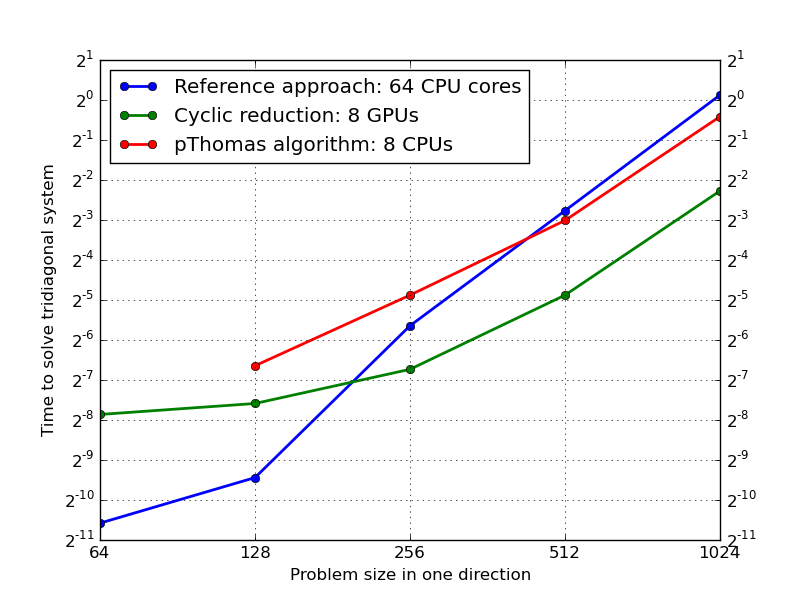 Reference approach: 64 CPU cores
Cyclic reduction: 8 GPUs
pThomas algorithm: 8 CPUs
Time to solve tridiagonal system
2^1 2^1
2^0 2^0
2^-1 2^-1
2^-2 2^-2
2^-3 2^-3
2^-4 2^-4
2^-5 2^-5
2^-6 2^-6
2^-7 2^-7
2^-8 2^-8
2^-9 2^-9
2^-10 2^-10
2^-11 2^-11
64 128 256 512 1024
Problem size in one direction